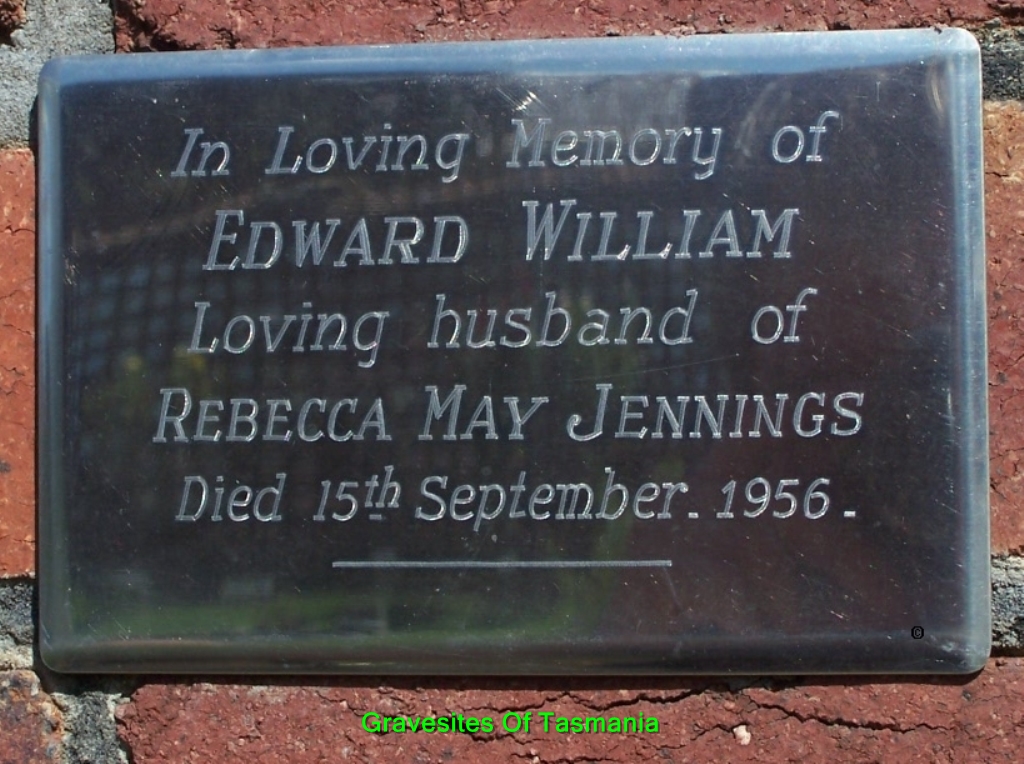 In Loving Memory of
EDWARD WILLIAM
Loving husband of
REBECCA MAY JENNINGS
Died 15th September. 1956.
©
Gravesites Of Tasmania